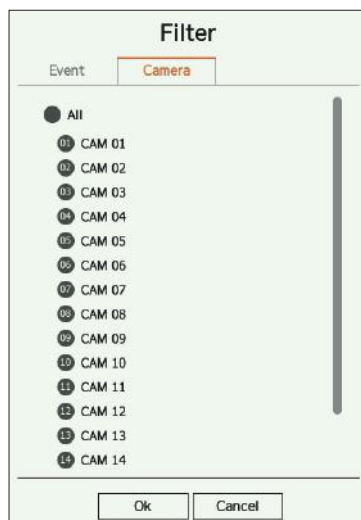 Filter
Event Camera
All
01 CAM 01
02 CAM 02
03 CAM 03
04 CAM 04
05 CAM 05
06 CAM 06
07 CAM 07
08 CAM 08
09 CAM 09
10 CAM 10
11 CAM 11
12 CAM 12
13 CAM 13
14 CAM 14
Ok Cancel